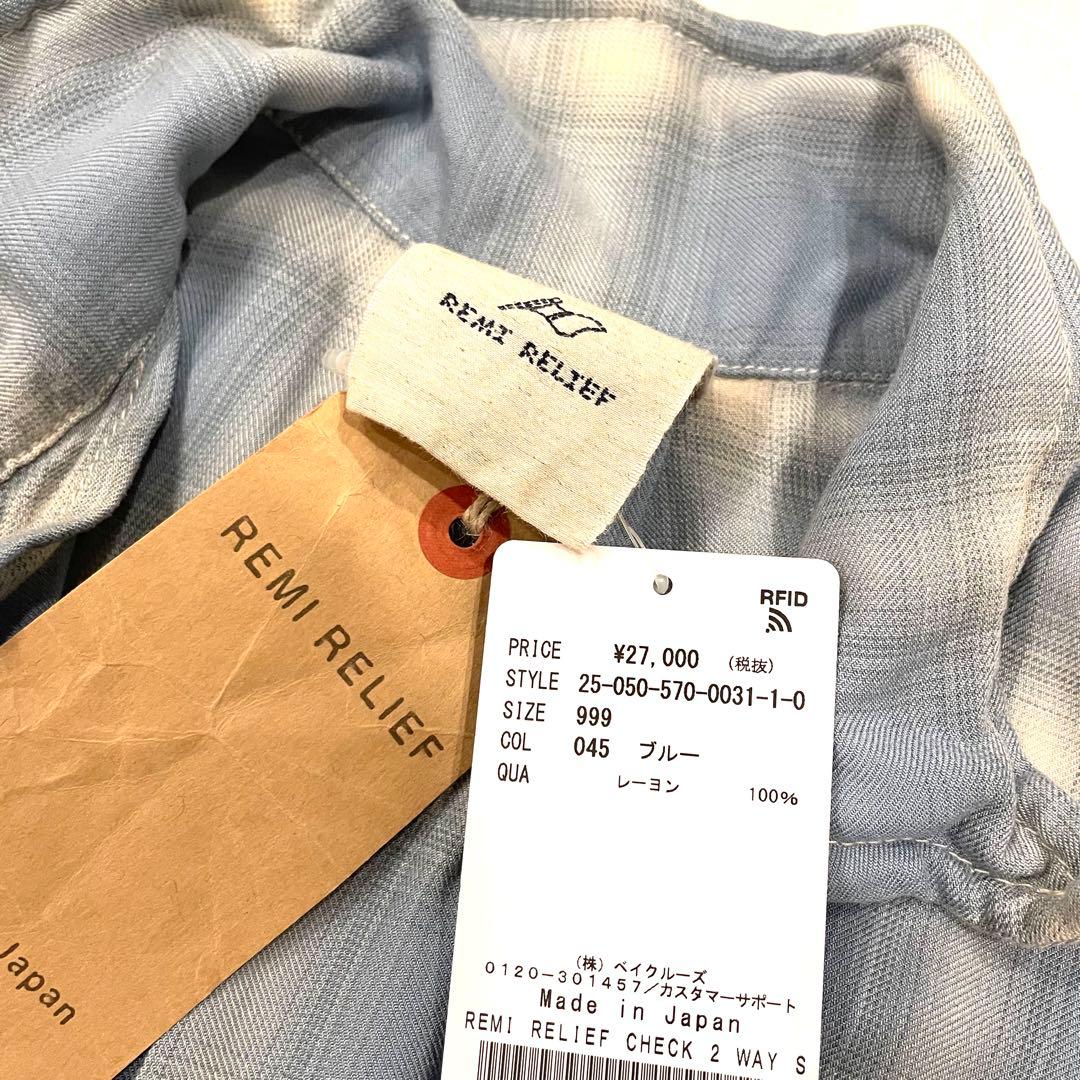 REMI RELIEF
REMI RELIEF
Japan
RFID
PRICE ¥27,000 (税抜)
STYLE 25-050-570-0031-1-0
SIZE 999
COL 045 ブルー
QUA レーヨン 100%
(株) ベイクルーズ
0120-301457/カスタマーサポート
Made in Japan
REMI RELIEF CHECK 2 WAY S